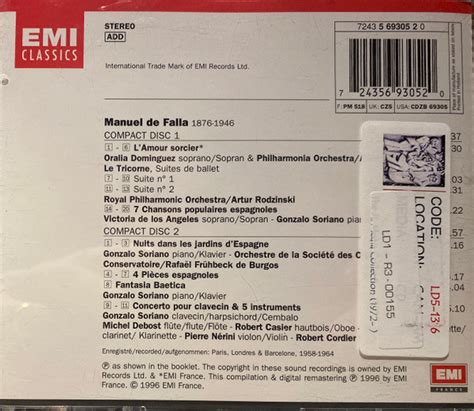 EMI
CLASSICS
STEREO
ADD
7243 5 69305 2 0
International Trade Mark of EMI Records Ltd.
7 24356 93052 0
F: PM 518 UK: CZS USA: CDZB 69305
Manuel de Falla 1876-1946
COMPACT DISC 1
1 - 6 L'Amour sorcier*
Oralia Dominguez soprano/Sopran & Philharmonia Orchestra/
Le Tricorne, Suites de ballet
Suite n° 1
Suite n° 2
Royal Philharmonic Orchestra/Artur Rodzinski
14 - 20 7 Chansons populaires espagnoles
Victoria de los Angeles soprano/Sopran - Gonzalo Soriano piano/
COMPACT DISC 2
1 - 3 Nuits dans les jardins d'Espagne
Gonzalo Soriano piano/Klavier - Orchestre de la Société des C
Conservatoire/Rafaël Frühbeck de Burgos
4 - 7 4 Pièces espagnoles
8 Fantasia Baetica
Gonzalo Soriano piano/Klavier
9 - 11 Concerto pour clavecin & 5 instruments
Gonzalo Soriano clavecin/harpsichord/Cembalo
Michel Debost flûte/flute/Flöte - Robert Casier hautbois/Oboe
clarinet/Klarinette - Pierre Nérini violon/Violin - Robert Cordier
Enregistré/recorded/aufgenommen: Paris, Londres & Barcelone, 1958-1964
℗ as shown in the booklet. The copyright in these sound recordings is owned by EMI
Records Ltd. & *EMI France. This compilation & digital remastering ℗ 1996 by EMI
FRANCE. © 1996 EMI FRANCE.
CODE:
LOCATION:
LD5-13 6
LD1 - R3 - 00155
EMI